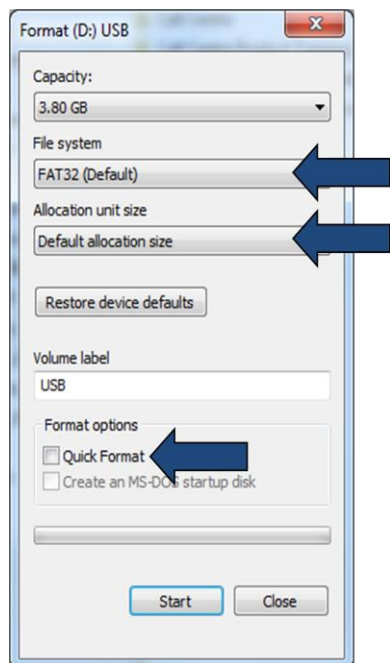 Format (D:) USB
Capacity:
3.80 GB
File system
FAT32 (Default)
Allocation unit size
Default allocation size
Restore device defaults
Volume label
USB
Format options
Quick Format
Create an MS-DOS startup disk
Start
Close